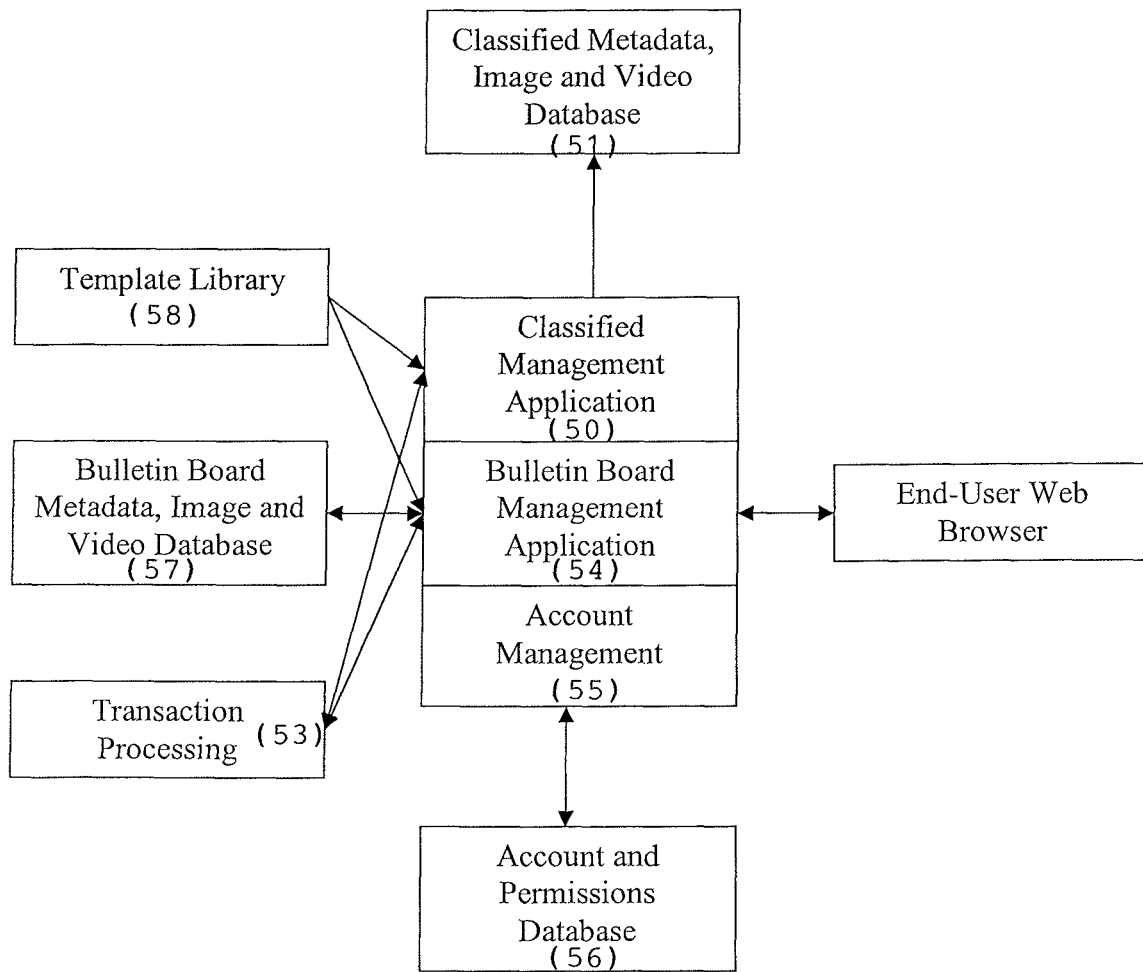 Classified Metadata,
Image and Video
Database
(51)
Template Library
(58)
Classified
Management
Application
(50)
Bulletin Board
Metadata, Image and
Video Database
(57)
Bulletin Board
Management
Application
(54)
End-User Web
Browser
Account
Management
(55)
Transaction
Processing (53)
Account and
Permissions
Database
(56)